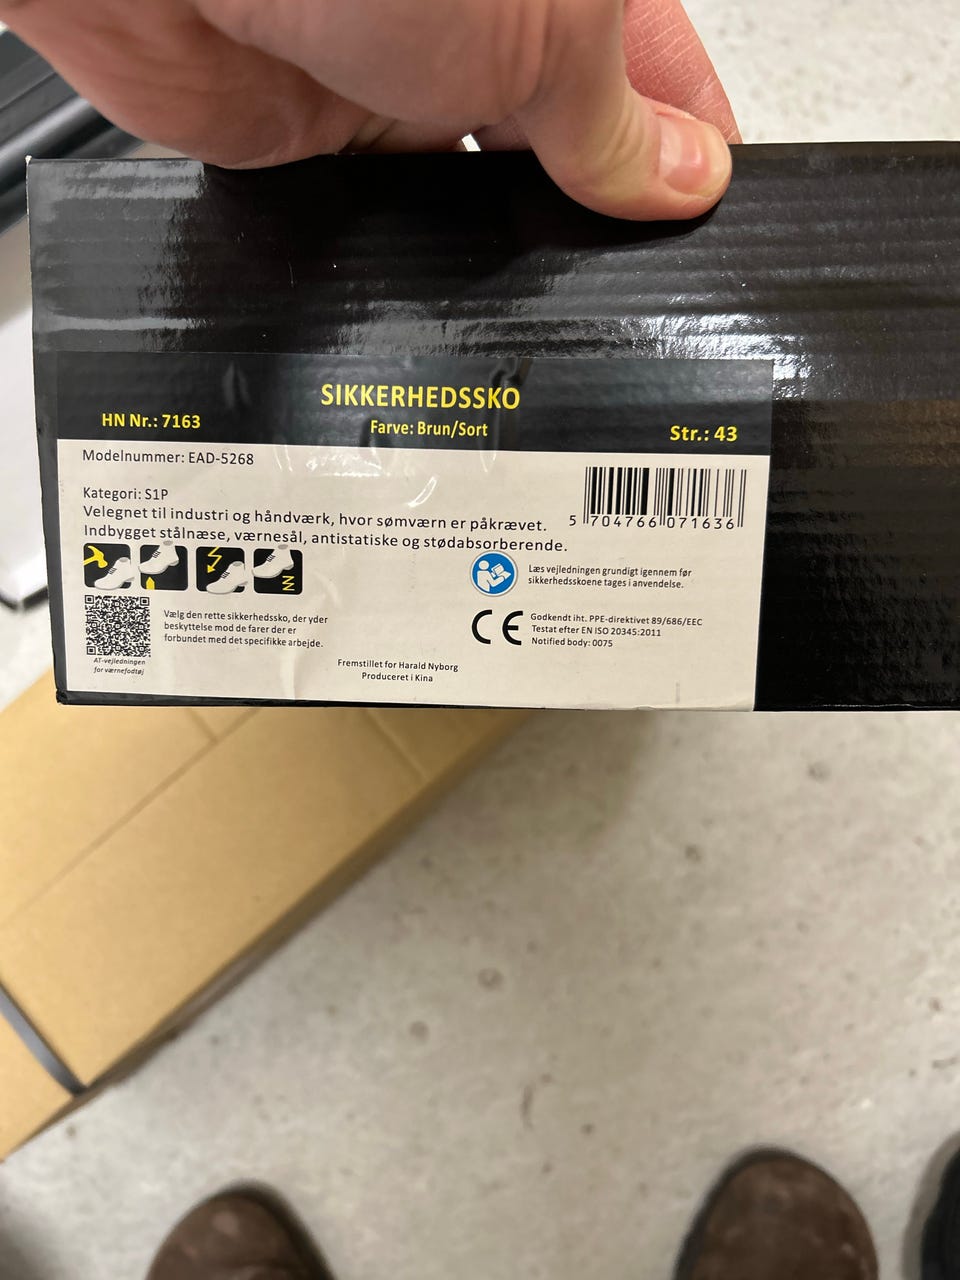 SIKKERHEDSSKO
HN Nr.: 7163
Farve: Brun/Sort
Str.: 43
Modelnummer: EAD-5268
Kategori: S1P
Velegnet til industri og håndværk, hvor sømværn er påkrævet.
Indbygget stålnæse, værnesål, antistatiske og stødabsorberende.
5 704766 071636
Læs vejledningen grundigt igennem før
sikkerhedsskoene tages i anvendelse.
Vælg den rette sikkerhedssko, der yder
beskyttelse mod de farer der er
forbundet med det specifikke arbejde.
AT-vejledningen
for værnefodtøj
CE
Godkendt iht. PPE-direktivet 89/686/EEC
Testat efter EN ISO 20345:2011
Notified body: 0075
Fremstillet for Harald Nyborg
Produceret i Kina